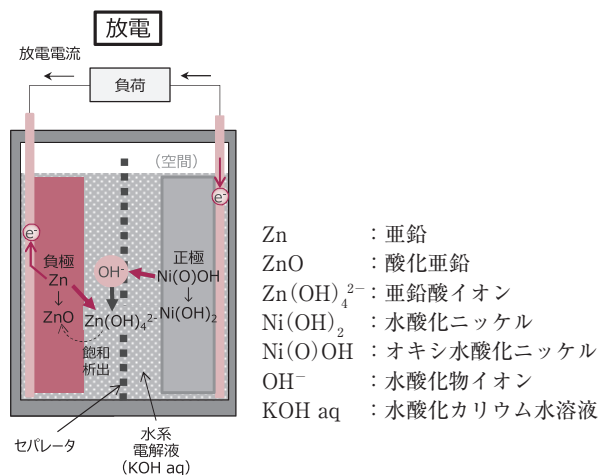 放電
放電電流
負荷
(空間)
e-
e-
負極
Zn
↓
ZnO
飽和
析出
OH-
Zn(OH)₄²-
正極
Ni(O)OH
↓
Ni(OH)₂
セパレータ
水系
電解液
(KOH aq)
Zn :亜鉛
ZnO :酸化亜鉛
Zn(OH)₄²⁻:亜鉛酸イオン
Ni(OH)₂ :水酸化ニッケル
Ni(O)OH :オキシ水酸化ニッケル
OH⁻ :水酸化物イオン
KOH aq :水酸化カリウム水溶液